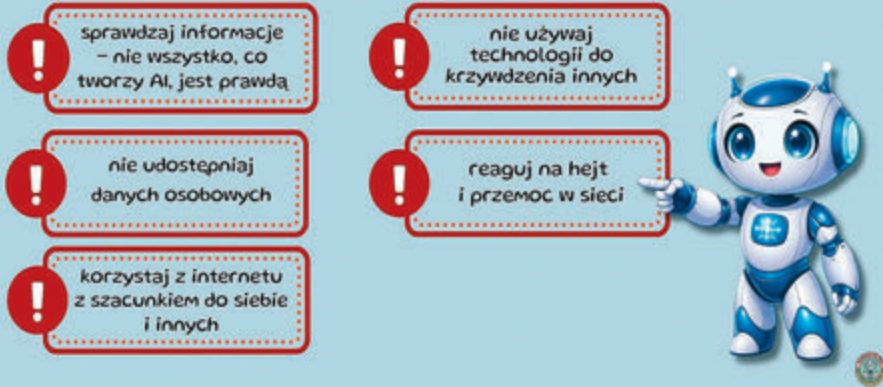 sprawdzaj informacje
– nie wszystko, co
tworzy AI, jest prawdą
nie udostępniaj
danych osobowych
korzystaj z internetu
z szacunkiem do siebie
i innych
nie używaj
technologii do
krzywdzenia innych
reaguj na hejt
i przemoc w sieci